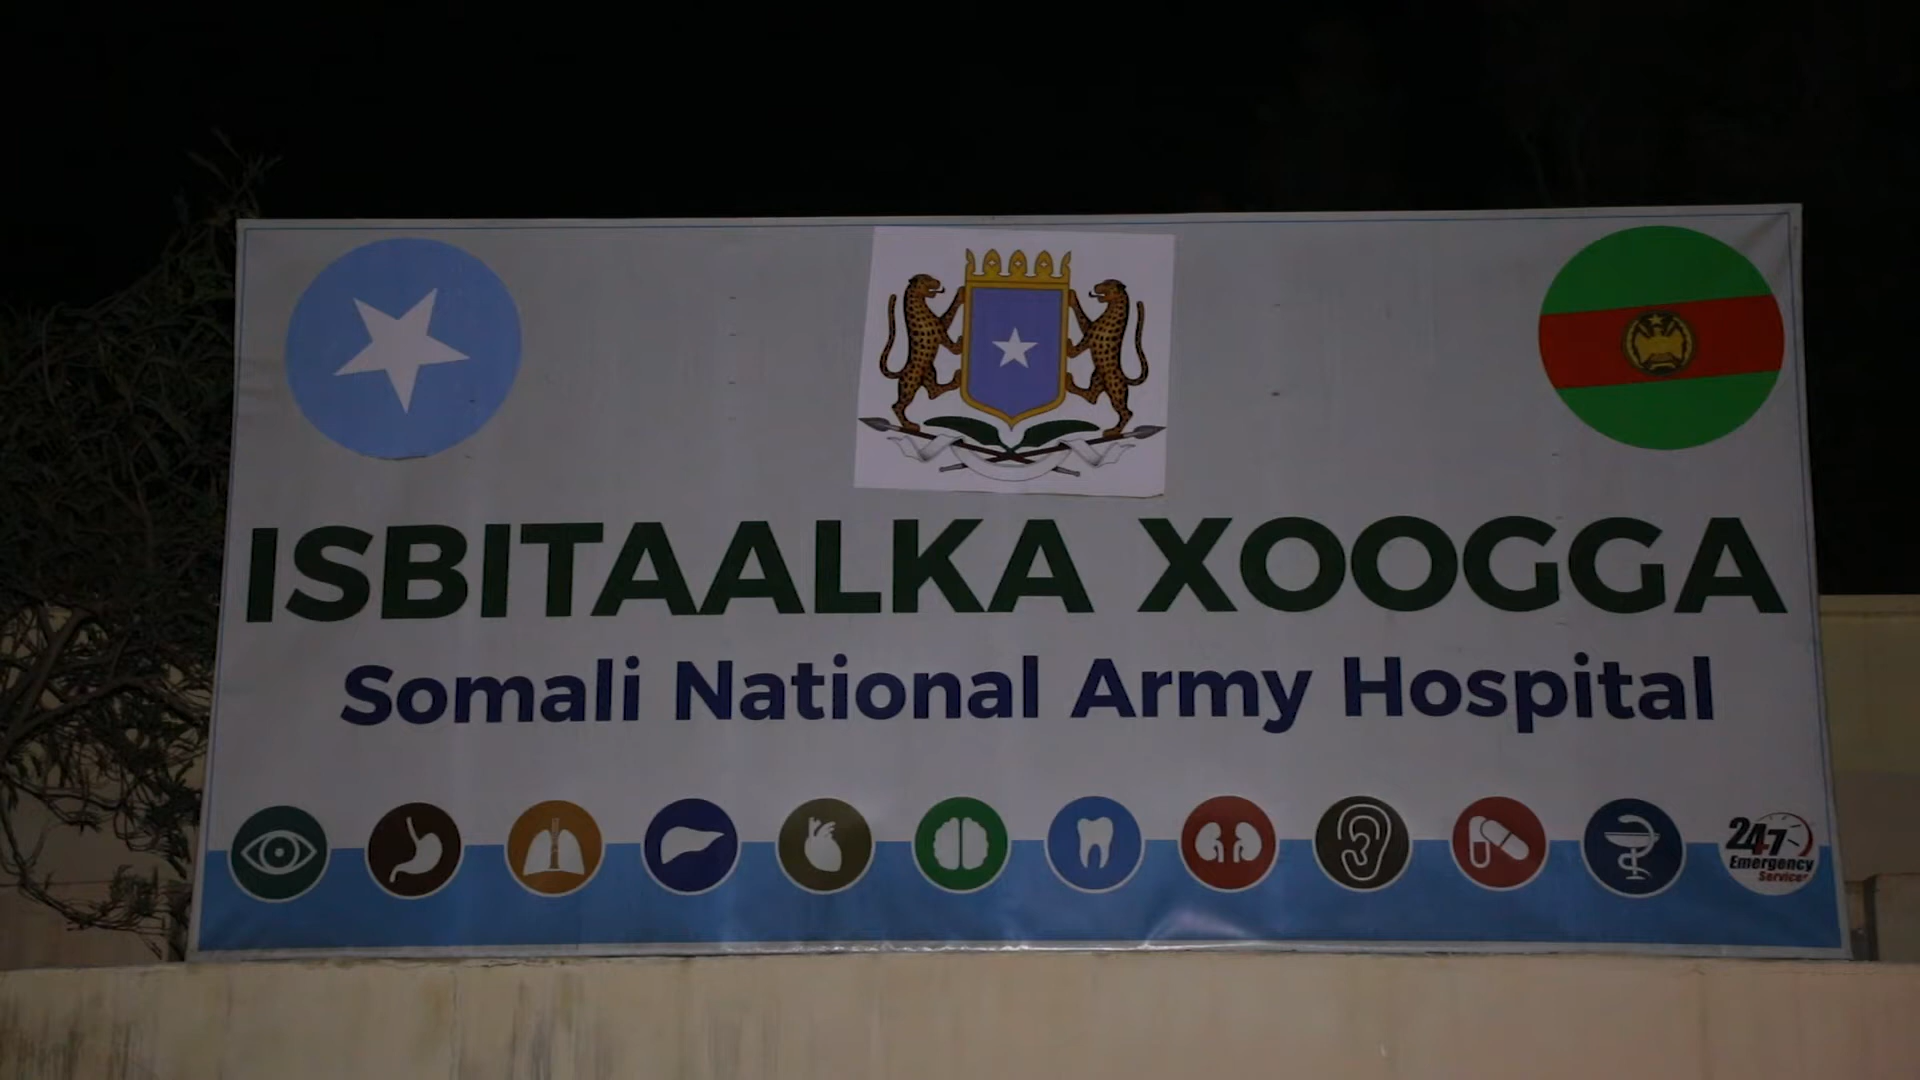 ISBITAALKA XOOGGA
Somali National Army Hospital
24/7
Emergency
Service